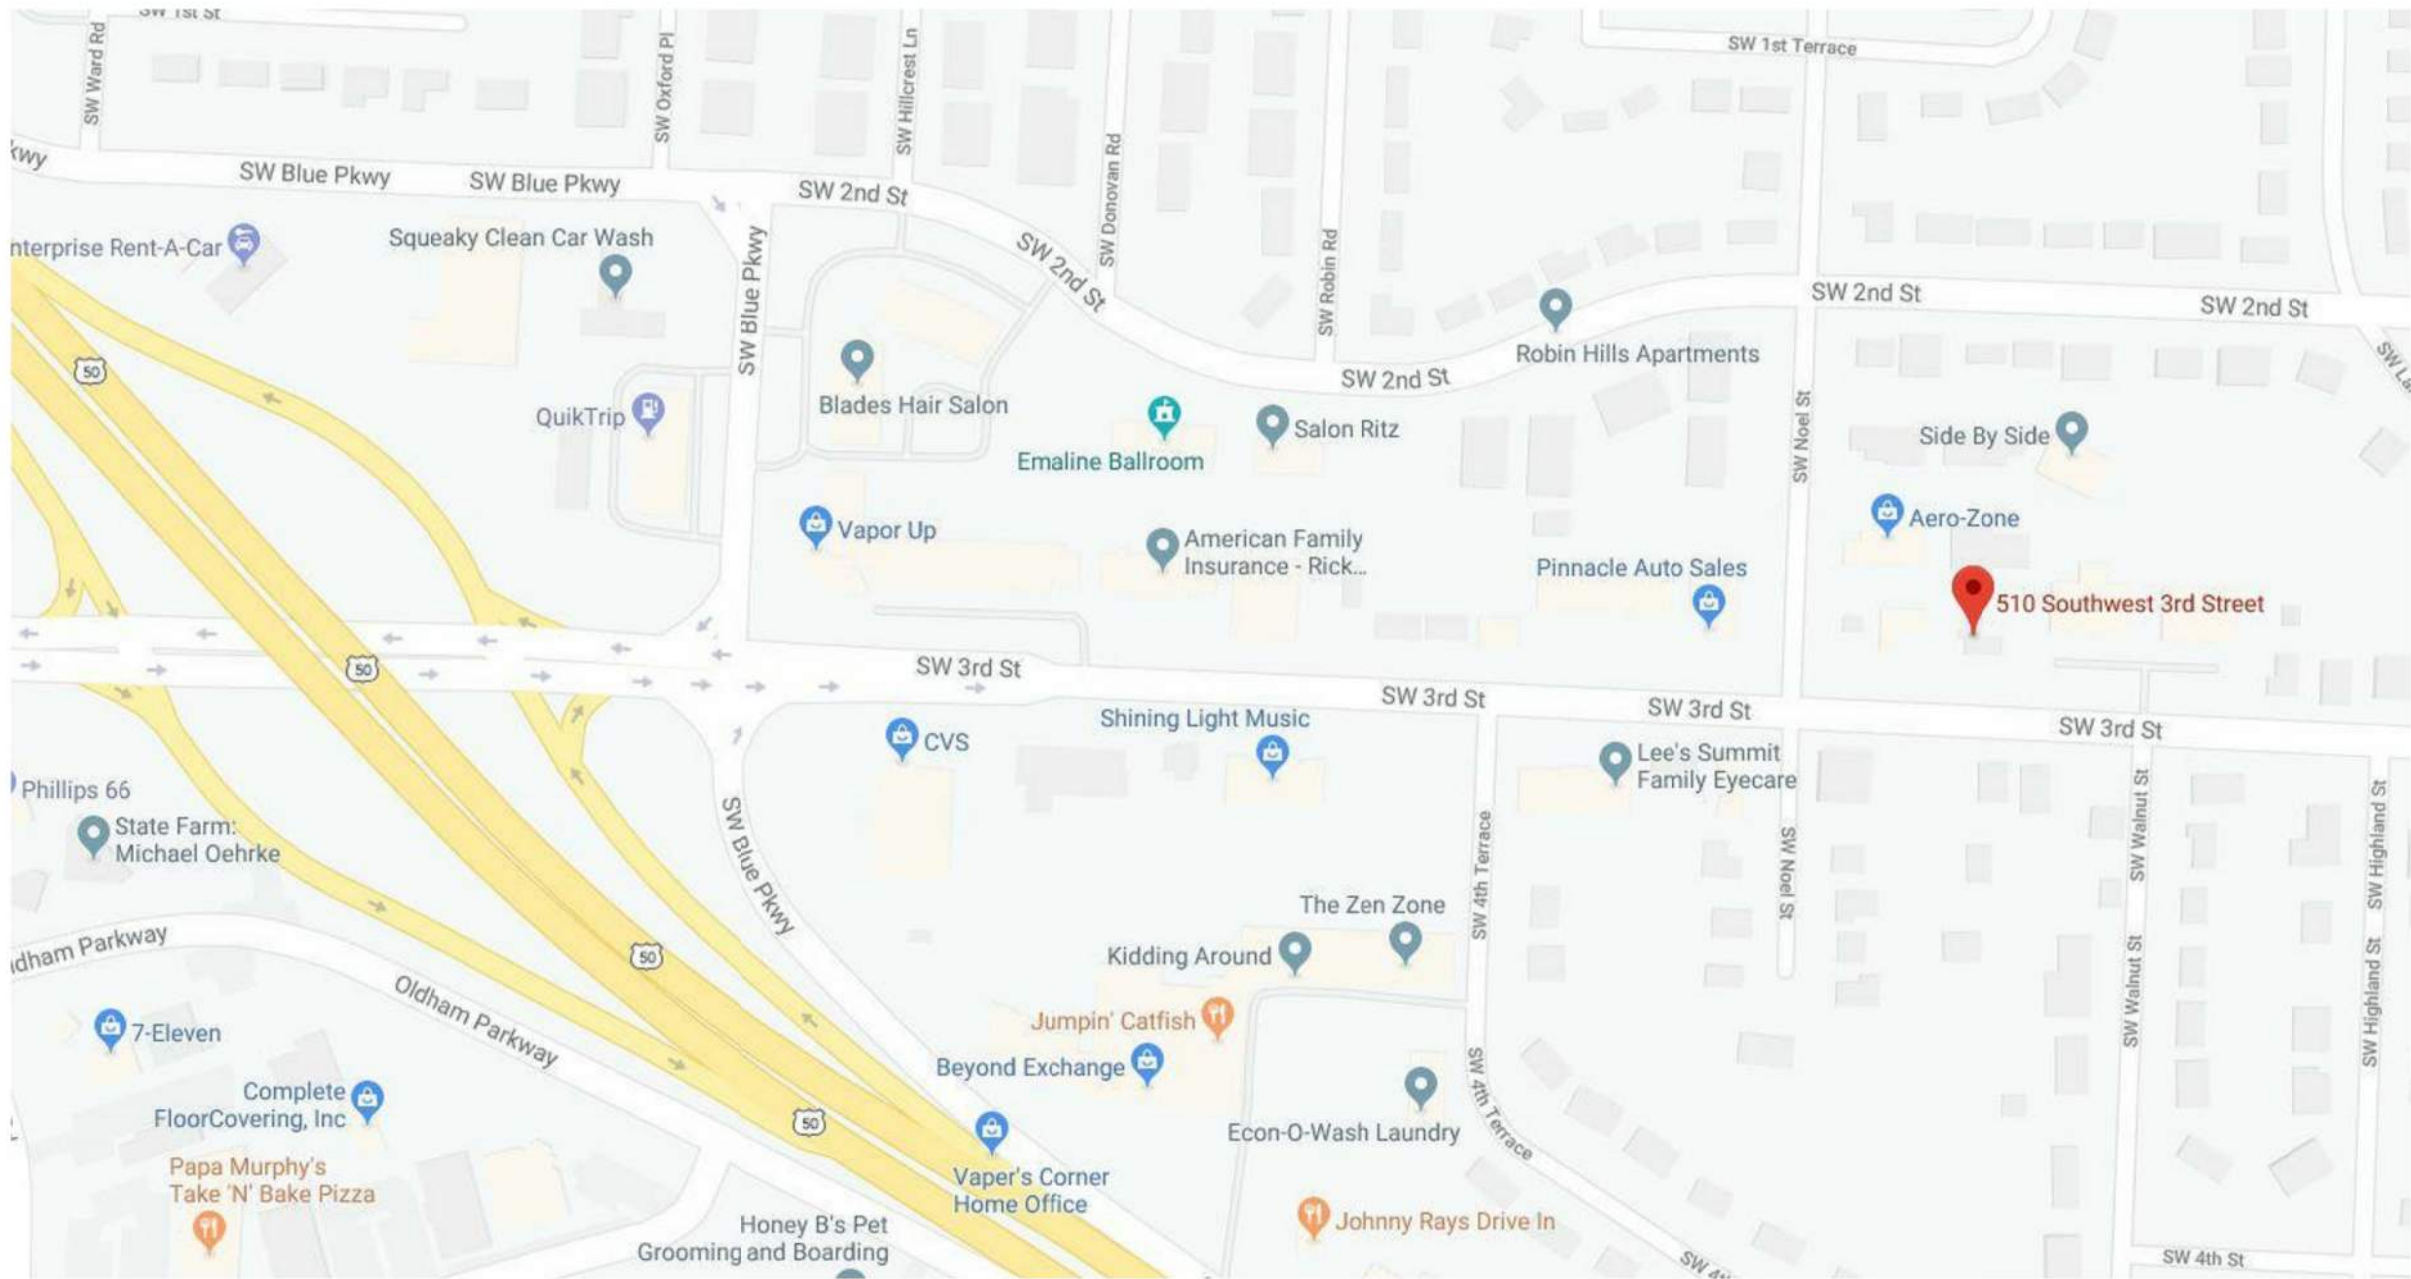 SW 1st St
SW Ward Rd
SW Oxford Pl
SW Hillcrest Ln
SW 1st Terrace
SW Donovan Rd
SW Blue Pkwy
SW Blue Pkwy
SW 2nd St
SW 2nd St
SW Robin Rd
SW Blue Pkwy
Squeaky Clean Car Wash
Rent-A-Car
SW 2nd St
SW 2nd St
50
Robin Hills Apartments
SW 2nd St
Blades Hair Salon
QuikTrip
Emaline Ballroom
Salon Ritz
SW Noel St
Side By Side
Vapor Up
American Family
Insurance - Rick...
Aero-Zone
Pinnacle Auto Sales
510 Southwest 3rd Street
50
SW 3rd St
SW 3rd St
SW 3rd St
SW 3rd St
Shining Light Music
CVS
Lee's Summit
Family Eyecare
Phillips 66
State Farm:
Michael Oehrke
SW Blue Pkwy
SW 4th Terrace
SW Noel St
SW Walnut St
SW Highland St
The Zen Zone
Kidding Around
Parkway
50
Oldham Parkway
SW Walnut St
SW Highland St
Jumpin' Catfish
7-Eleven
Beyond Exchange
SW 4th Terrace
Complete
FloorCovering, Inc
50
Econ-O-Wash Laundry
Papa Murphy's
Take 'N' Bake Pizza
Vaper's Corner
Home Office
Honey B's Pet
Grooming and Boarding
Johnny Rays Drive In
SW
SW 4th St